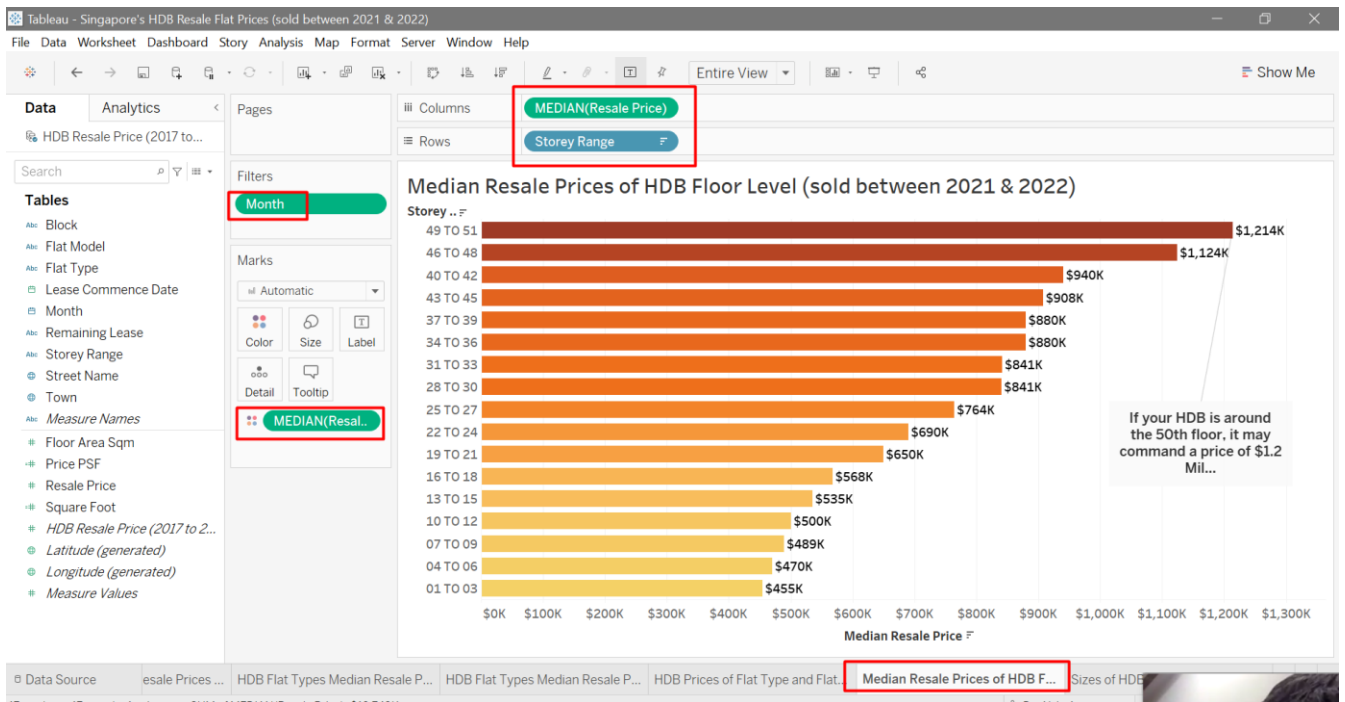 Tableau - Singapore's HDB Resale Flat Prices (sold between 2021 & 2022)
File Data Worksheet Dashboard Story Analysis Map Format Server Window Help
Entire View
Show Me
Data Analytics
HDB Resale Price (2017 to...
Search
Tables
Abc Block
Abc Flat Model
Abc Flat Type
Lease Commence Date
Month
Abc Remaining Lease
Abc Storey Range
Street Name
Town
Abc Measure Names
# Floor Area Sqm
=# Price PSF
# Resale Price
=# Square Foot
# HDB Resale Price (2017 to 2...
Latitude (generated)
Longitude (generated)
# Measure Values
Pages
Filters
Month
Marks
Automatic
Color Size Label
Detail Tooltip
MEDIAN(Resal..
Columns MEDIAN(Resale Price)
Rows Storey Range
Median Resale Prices of HDB Floor Level (sold between 2021 & 2022)
Storey ..
49 TO 51 $1,214K
46 TO 48 $1,124K
40 TO 42 $940K
43 TO 45 $908K
37 TO 39 $880K
34 TO 36 $880K
31 TO 33 $841K
28 TO 30 $841K
25 TO 27 $764K
22 TO 24 $690K
19 TO 21 $650K
16 TO 18 $568K
13 TO 15 $535K
10 TO 12 $500K
07 TO 09 $489K
04 TO 06 $470K
01 TO 03 $455K
If your HDB is around
the 50th floor, it may
command a price of $1.2
Mil...
$0K $100K $200K $300K $400K $500K $600K $700K $800K $900K $1,000K $1,100K $1,200K $1,300K
Median Resale Price
Data Source esale Prices ... HDB Flat Types Median Resale P... HDB Flat Types Median Resale P... HDB Prices of Flat Type and Flat.. Median Resale Prices of HDB F... Sizes of HDB